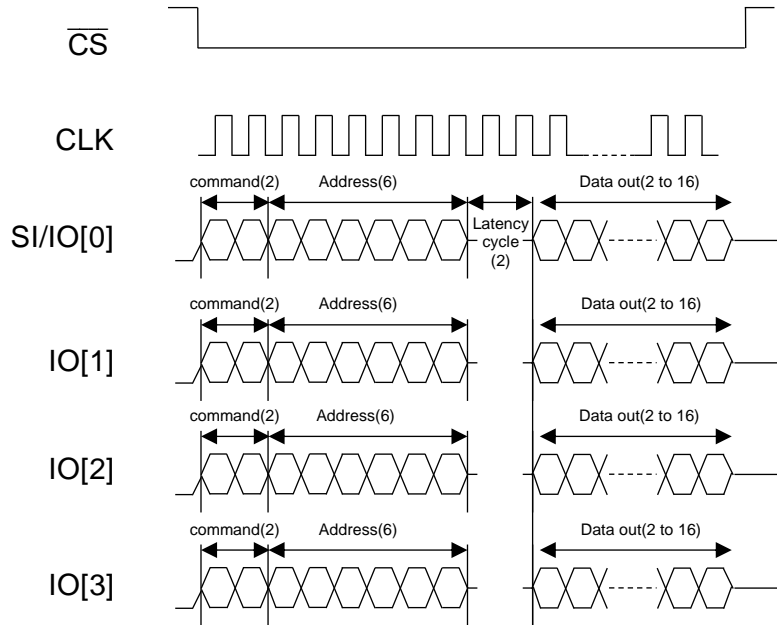 CS
CLK
command(2) Address(6) Data out(2 to 16)
SI/IO[0]
Latency
cycle
(2)
command(2) Address(6) Data out(2 to 16)
IO[1]
command(2) Address(6) Data out(2 to 16)
IO[2]
command(2) Address(6) Data out(2 to 16)
IO[3]